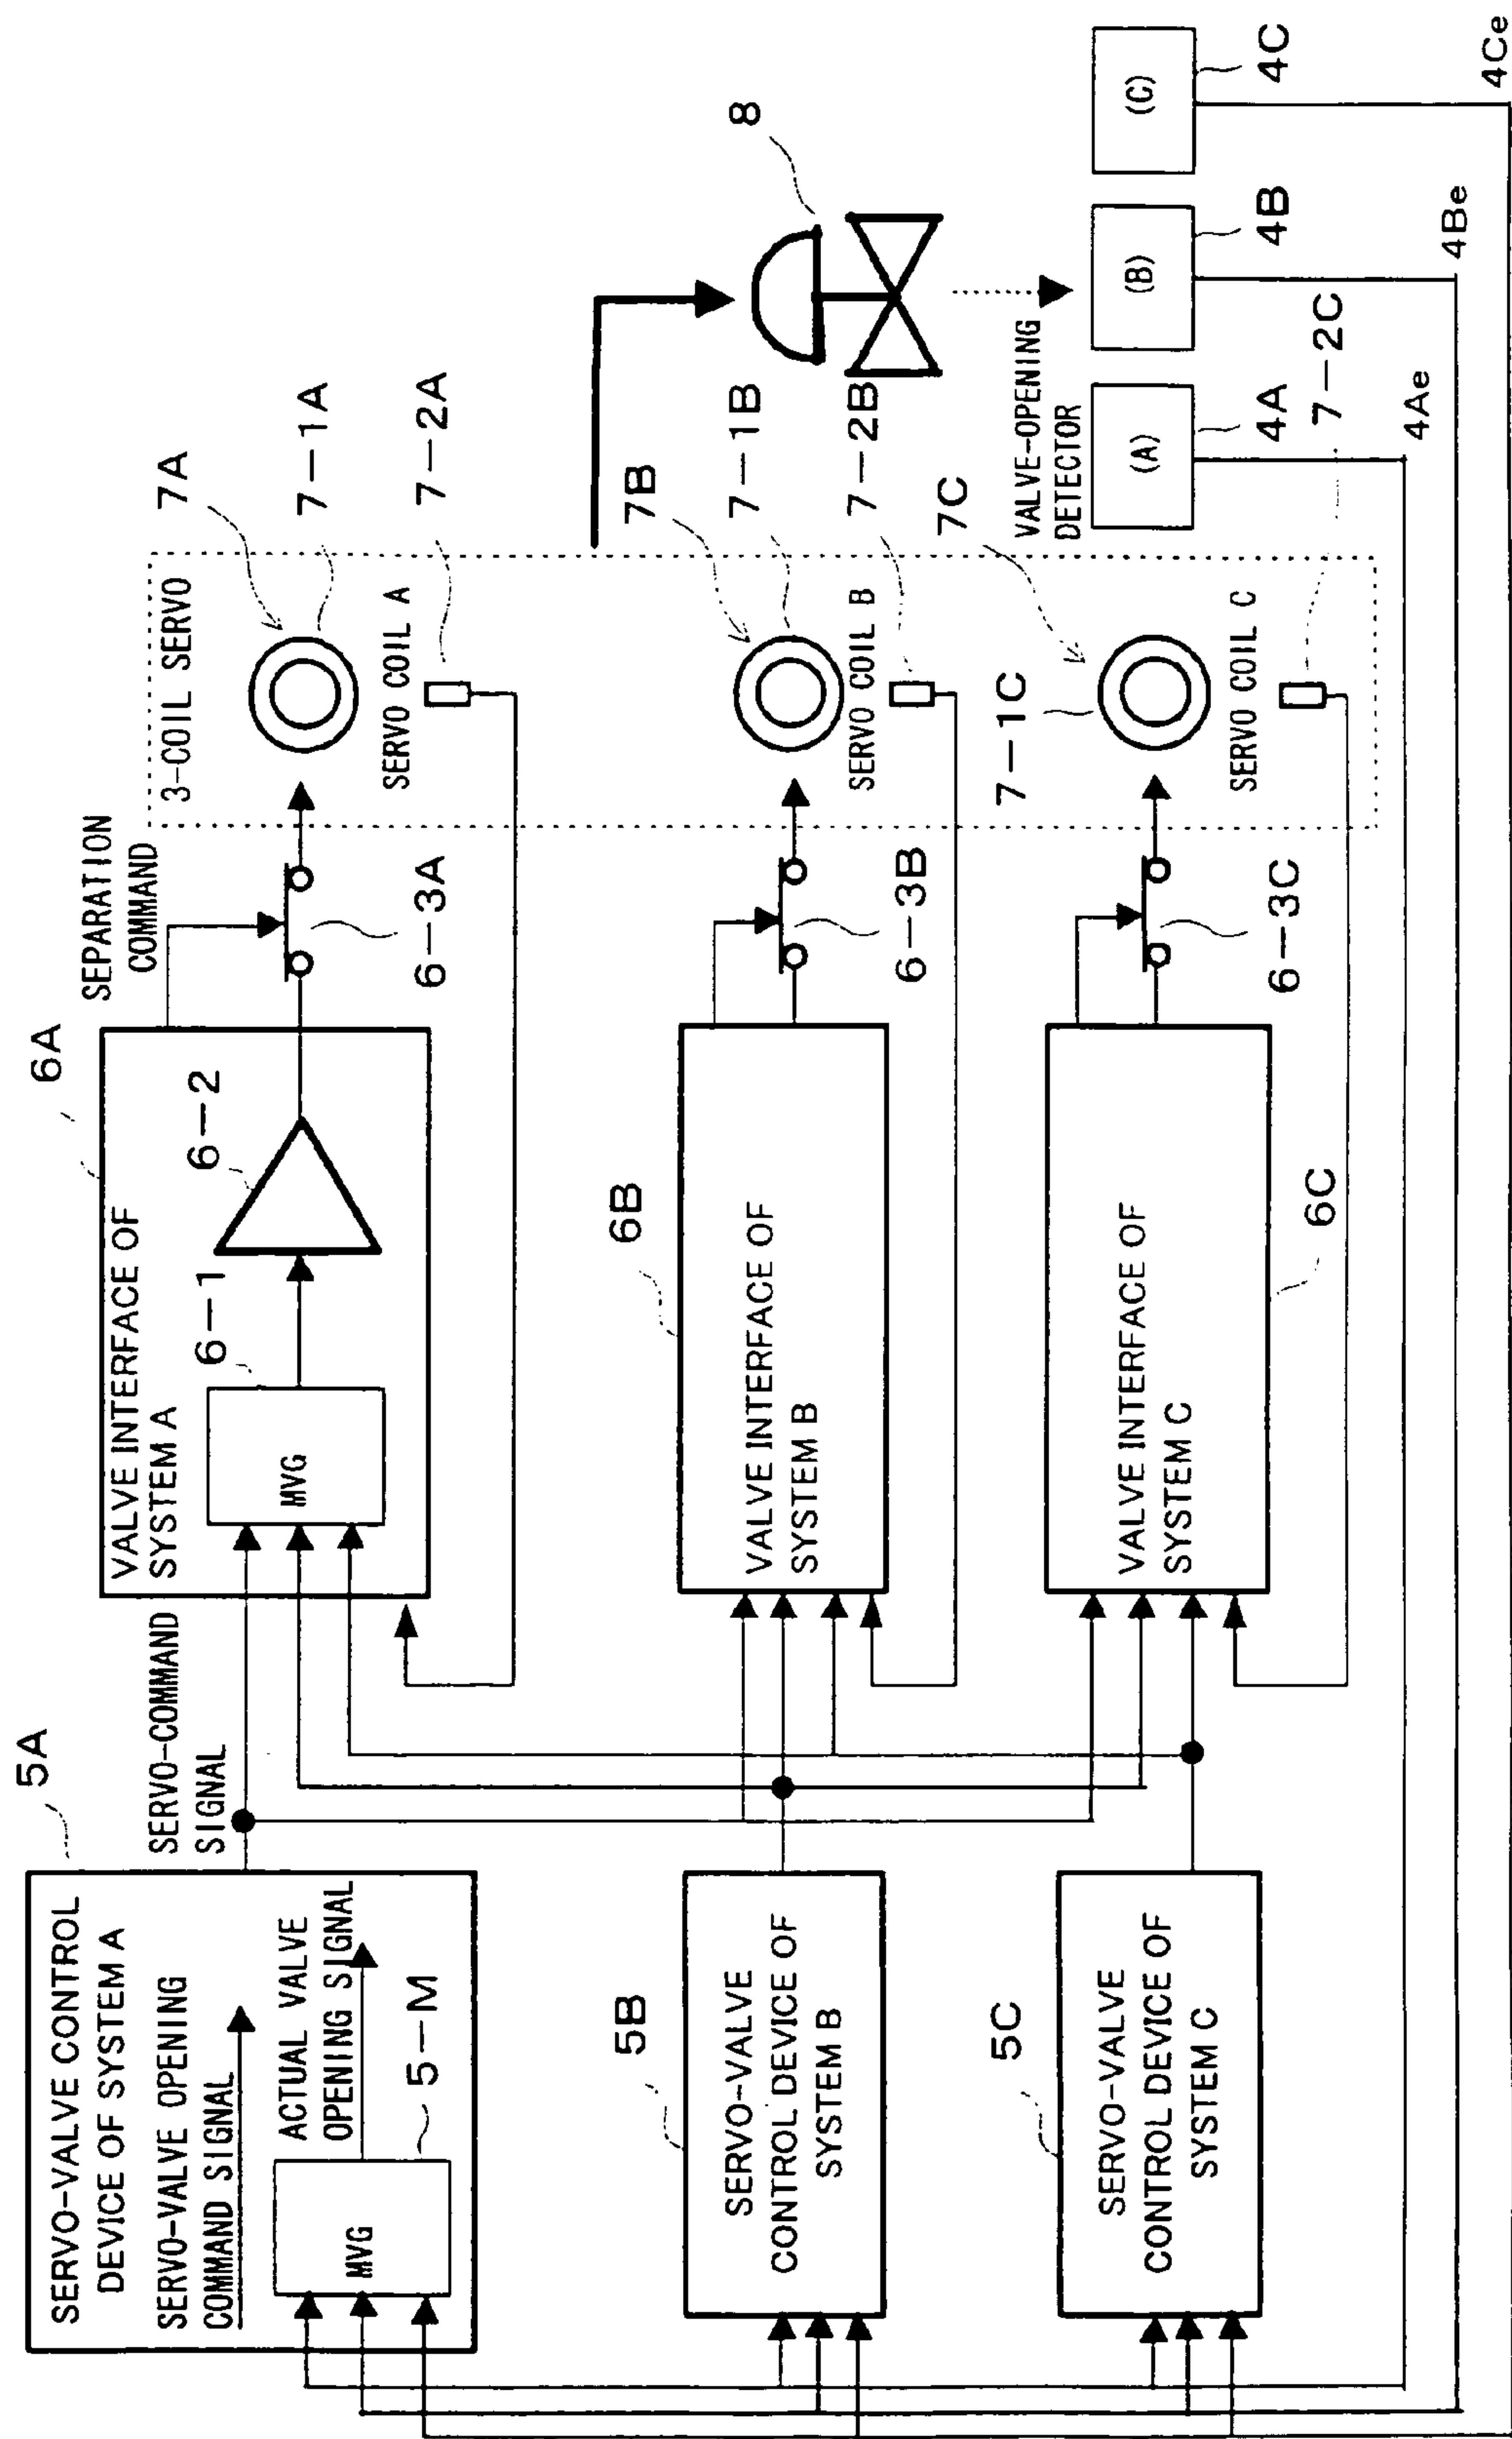 5A
SERVO-VALVE CONTROL
DEVICE OF SYSTEM A
SERVO-VALVE OPENING
COMMAND SIGNAL
ACTUAL VALVE
OPENING SIGNAL
MVG
5—M
SERVO-COMMAND
SIGNAL
6A
VALVE INTERFACE OF
SYSTEM A
MVG
6—1
6—2
SEPARATION
COMMAND
6—3A
3-COIL SERVO
7A
7—1A
SERVO COIL A
7—2A
5B
SERVO-VALVE
CONTROL DEVICE OF
SYSTEM B
6B
VALVE INTERFACE OF
SYSTEM B
6—3B
7B
7—1B
SERVO COIL B
7—2B
8
5C
SERVO-VALVE
CONTROL DEVICE OF
SYSTEM C
VALVE INTERFACE OF
SYSTEM C
6C
6—3C
7C
7—1C
SERVO COIL C
7—2C
VALVE-OPENING
DETECTOR
(A)
4A
(B)
4B
(C)
4C
4Ae
4Be
4Ce